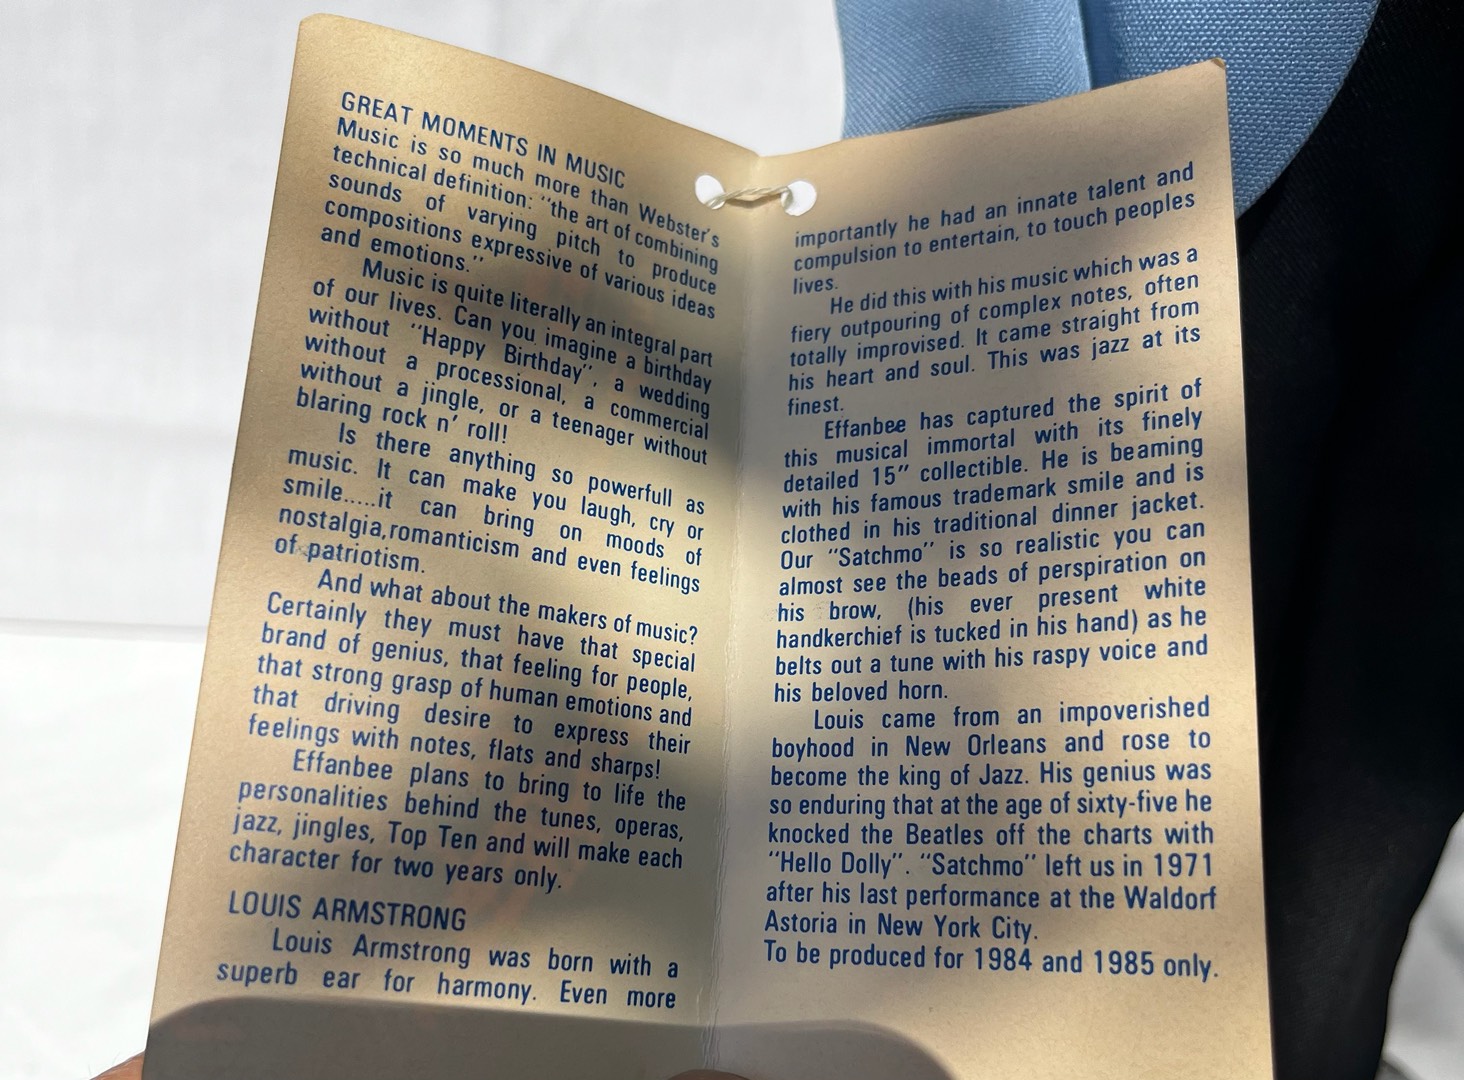 GREAT MOMENTS IN MUSIC
Music is so much more than Webster's
technical definition: "the art of combining
sounds of varying pitch to produce
compositions expressive of various ideas
and emotions."
Music is quite literally an integral part
of our lives. Can you imagine a birthday
without "Happy Birthday", a wedding
without a processional, a commercial
without a jingle, or a teenager without
blaring rock n' roll!
Is there anything so powerfull as
music. It can make you laugh, cry or
smile.....it can bring on moods of
nostalgia,romanticism and even feelings
of patriotism.
And what about the makers of music?
Certainly they must have that special
brand of genius, that feeling for people,
that strong grasp of human emotions and
that driving desire to express their
feelings with notes, flats and sharps!
Effanbee plans to bring to life the
personalities behind the tunes, operas,
jazz, jingles, Top Ten and will make each
character for two years only.
LOUIS ARMSTRONG
Louis Armstrong was born with a
superb ear for harmony. Even more
importantly he had an innate talent and
compulsion to entertain, to touch peoples
lives.
He did this with his music which was a
fiery outpouring of complex notes, often
totally improvised. It came straight from
his heart and soul. This was jazz at its
finest.
Effanbee has captured the spirit of
this musical immortal with its finely
detailed 15" collectible. He is beaming
with his famous trademark smile and is
clothed in his traditional dinner jacket.
Our "Satchmo" is so realistic you can
almost see the beads of perspiration on
his brow, (his ever present white
handkerchief is tucked in his hand) as he
belts out a tune with his raspy voice and
his beloved horn.
Louis came from an impoverished
boyhood in New Orleans and rose to
become the king of Jazz. His genius was
so enduring that at the age of sixty-five he
knocked the Beatles off the charts with
"Hello Dolly". "Satchmo" left us in 1971
after his last performance at the Waldorf
Astoria in New York City.
To be produced for 1984 and 1985 only.